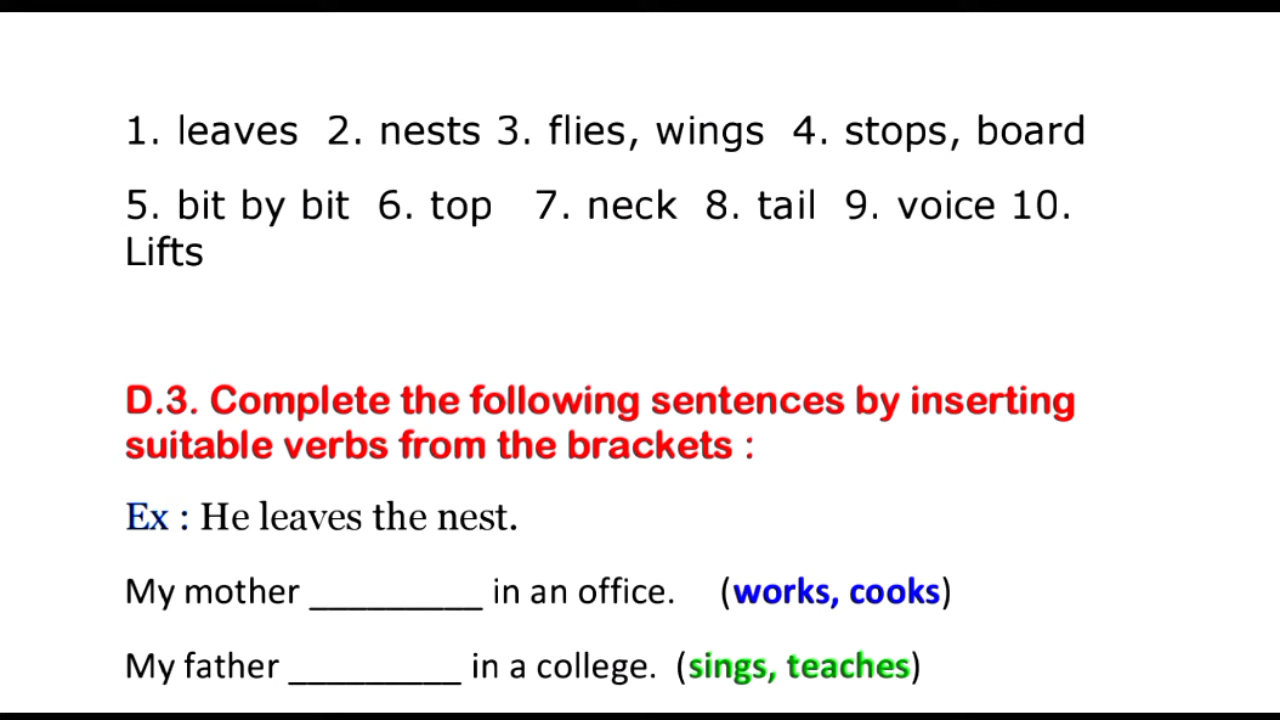 1. leaves 2. nests 3. flies, wings 4. stops, board
5. bit by bit 6. top 7. neck 8. tail 9. voice 10.
Lifts
D.3. Complete the following sentences by inserting
suitable verbs from the brackets :
Ex : He leaves the nest.
My mother _________ in an office. (works, cooks)
My father _________ in a college. (sings, teaches)